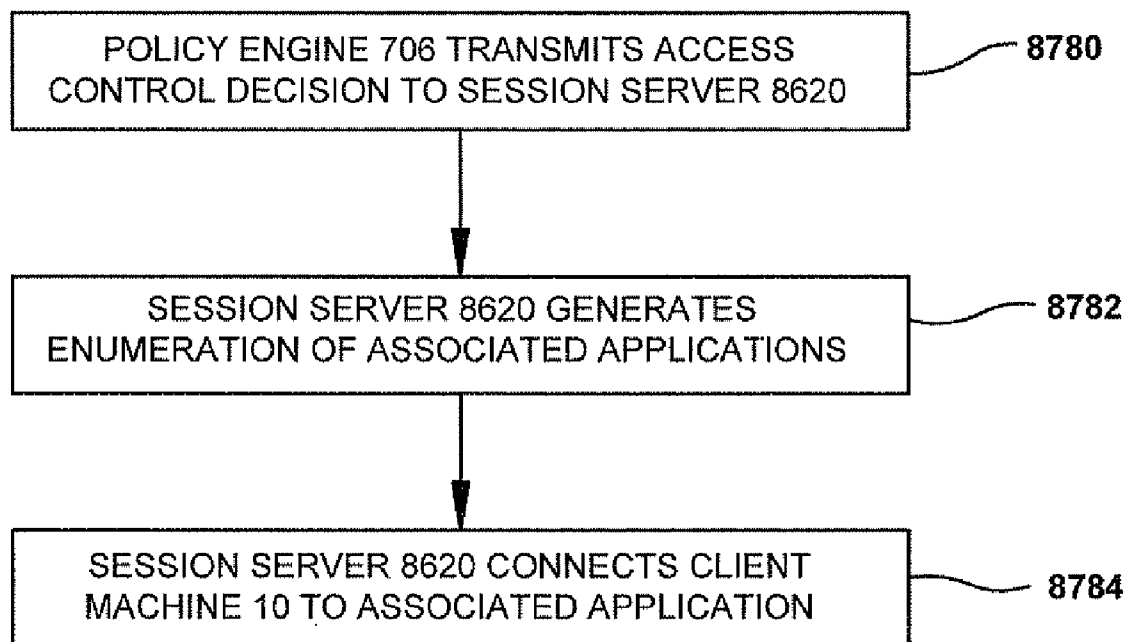 POLICY ENGINE 706 TRANSMITS ACCESS
CONTROL DECISION TO SESSION SERVER 8620
8780
SESSION SERVER 8620 GENERATES
ENUMERATION OF ASSOCIATED APPLICATIONS
8782
SESSION SERVER 8620 CONNECTS CLIENT
MACHINE 10 TO ASSOCIATED APPLICATION
8784